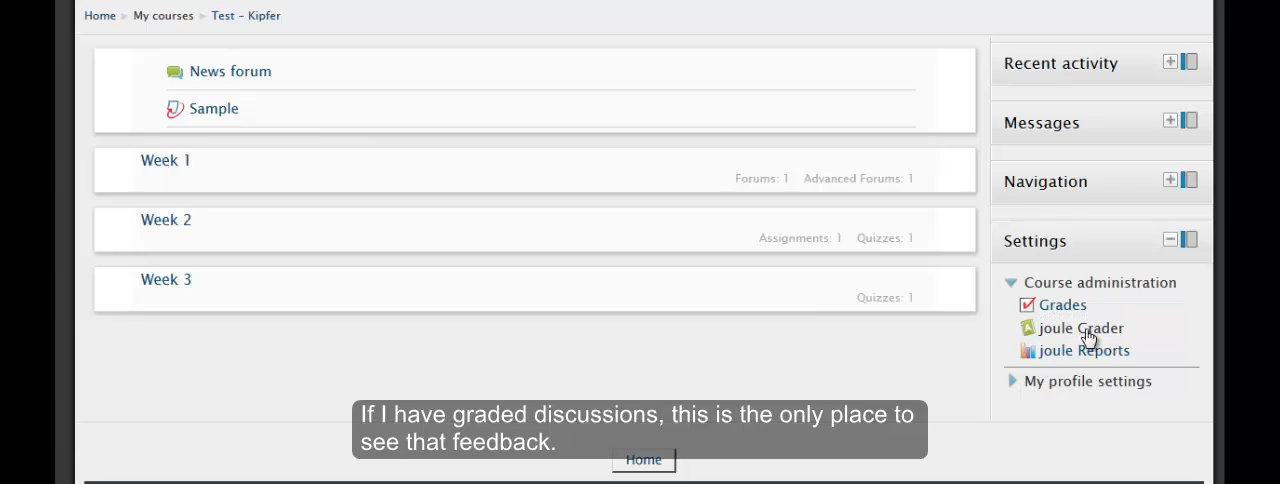 Home My courses Test - Kipfer
News forum
Sample
Week 1
Forums: 1 Advanced Forums: 1
Week 2
Assignments: 1 Quizzes: 1
Week 3
Quizzes: 1
Recent activity
Messages
Navigation
Settings
Course administration
Grades
joule Grader
joule Reports
My profile settings
If I have graded discussions, this is the only place to
see that feedback.
Home